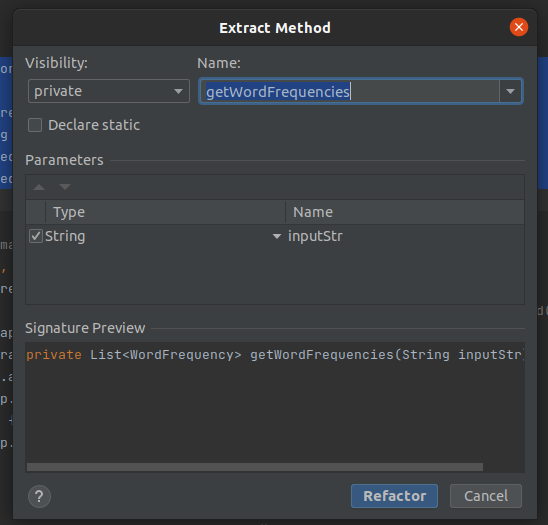 Extract Method
Visibility:
Name:
private
getWordFrequencies
Declare static
Parameters
Type
Name
String
inputStr
Signature Preview
private List<WordFrequency> getWordFrequencies(String inputStr)
?
Refactor
Cancel